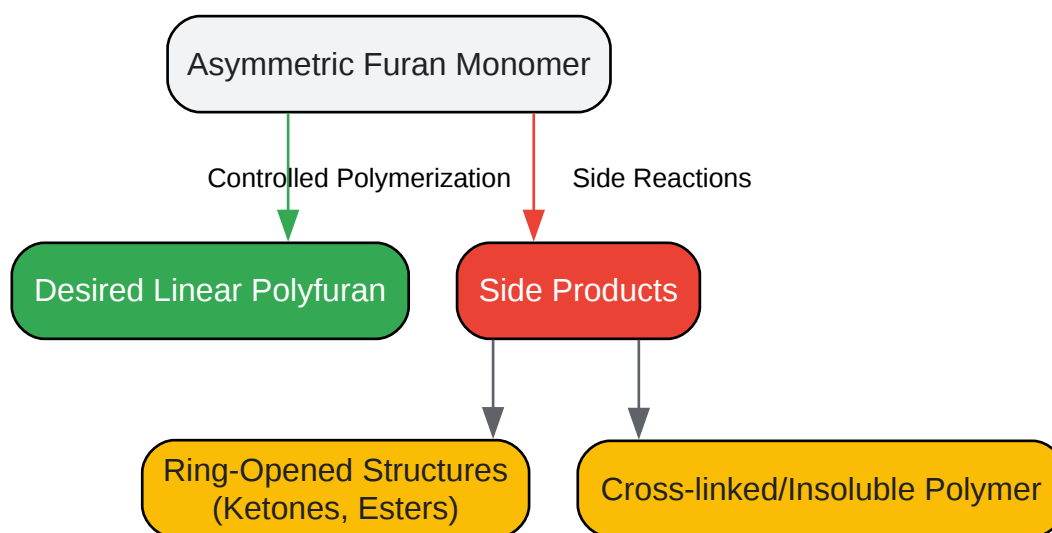 Asymmetric Furan Monomer
Controlled Polymerization
Side Reactions
Desired Linear Polyfuran
Side Products
Ring-Opened Structures
(Ketones, Esters)
Cross-linked/Insoluble Polymer